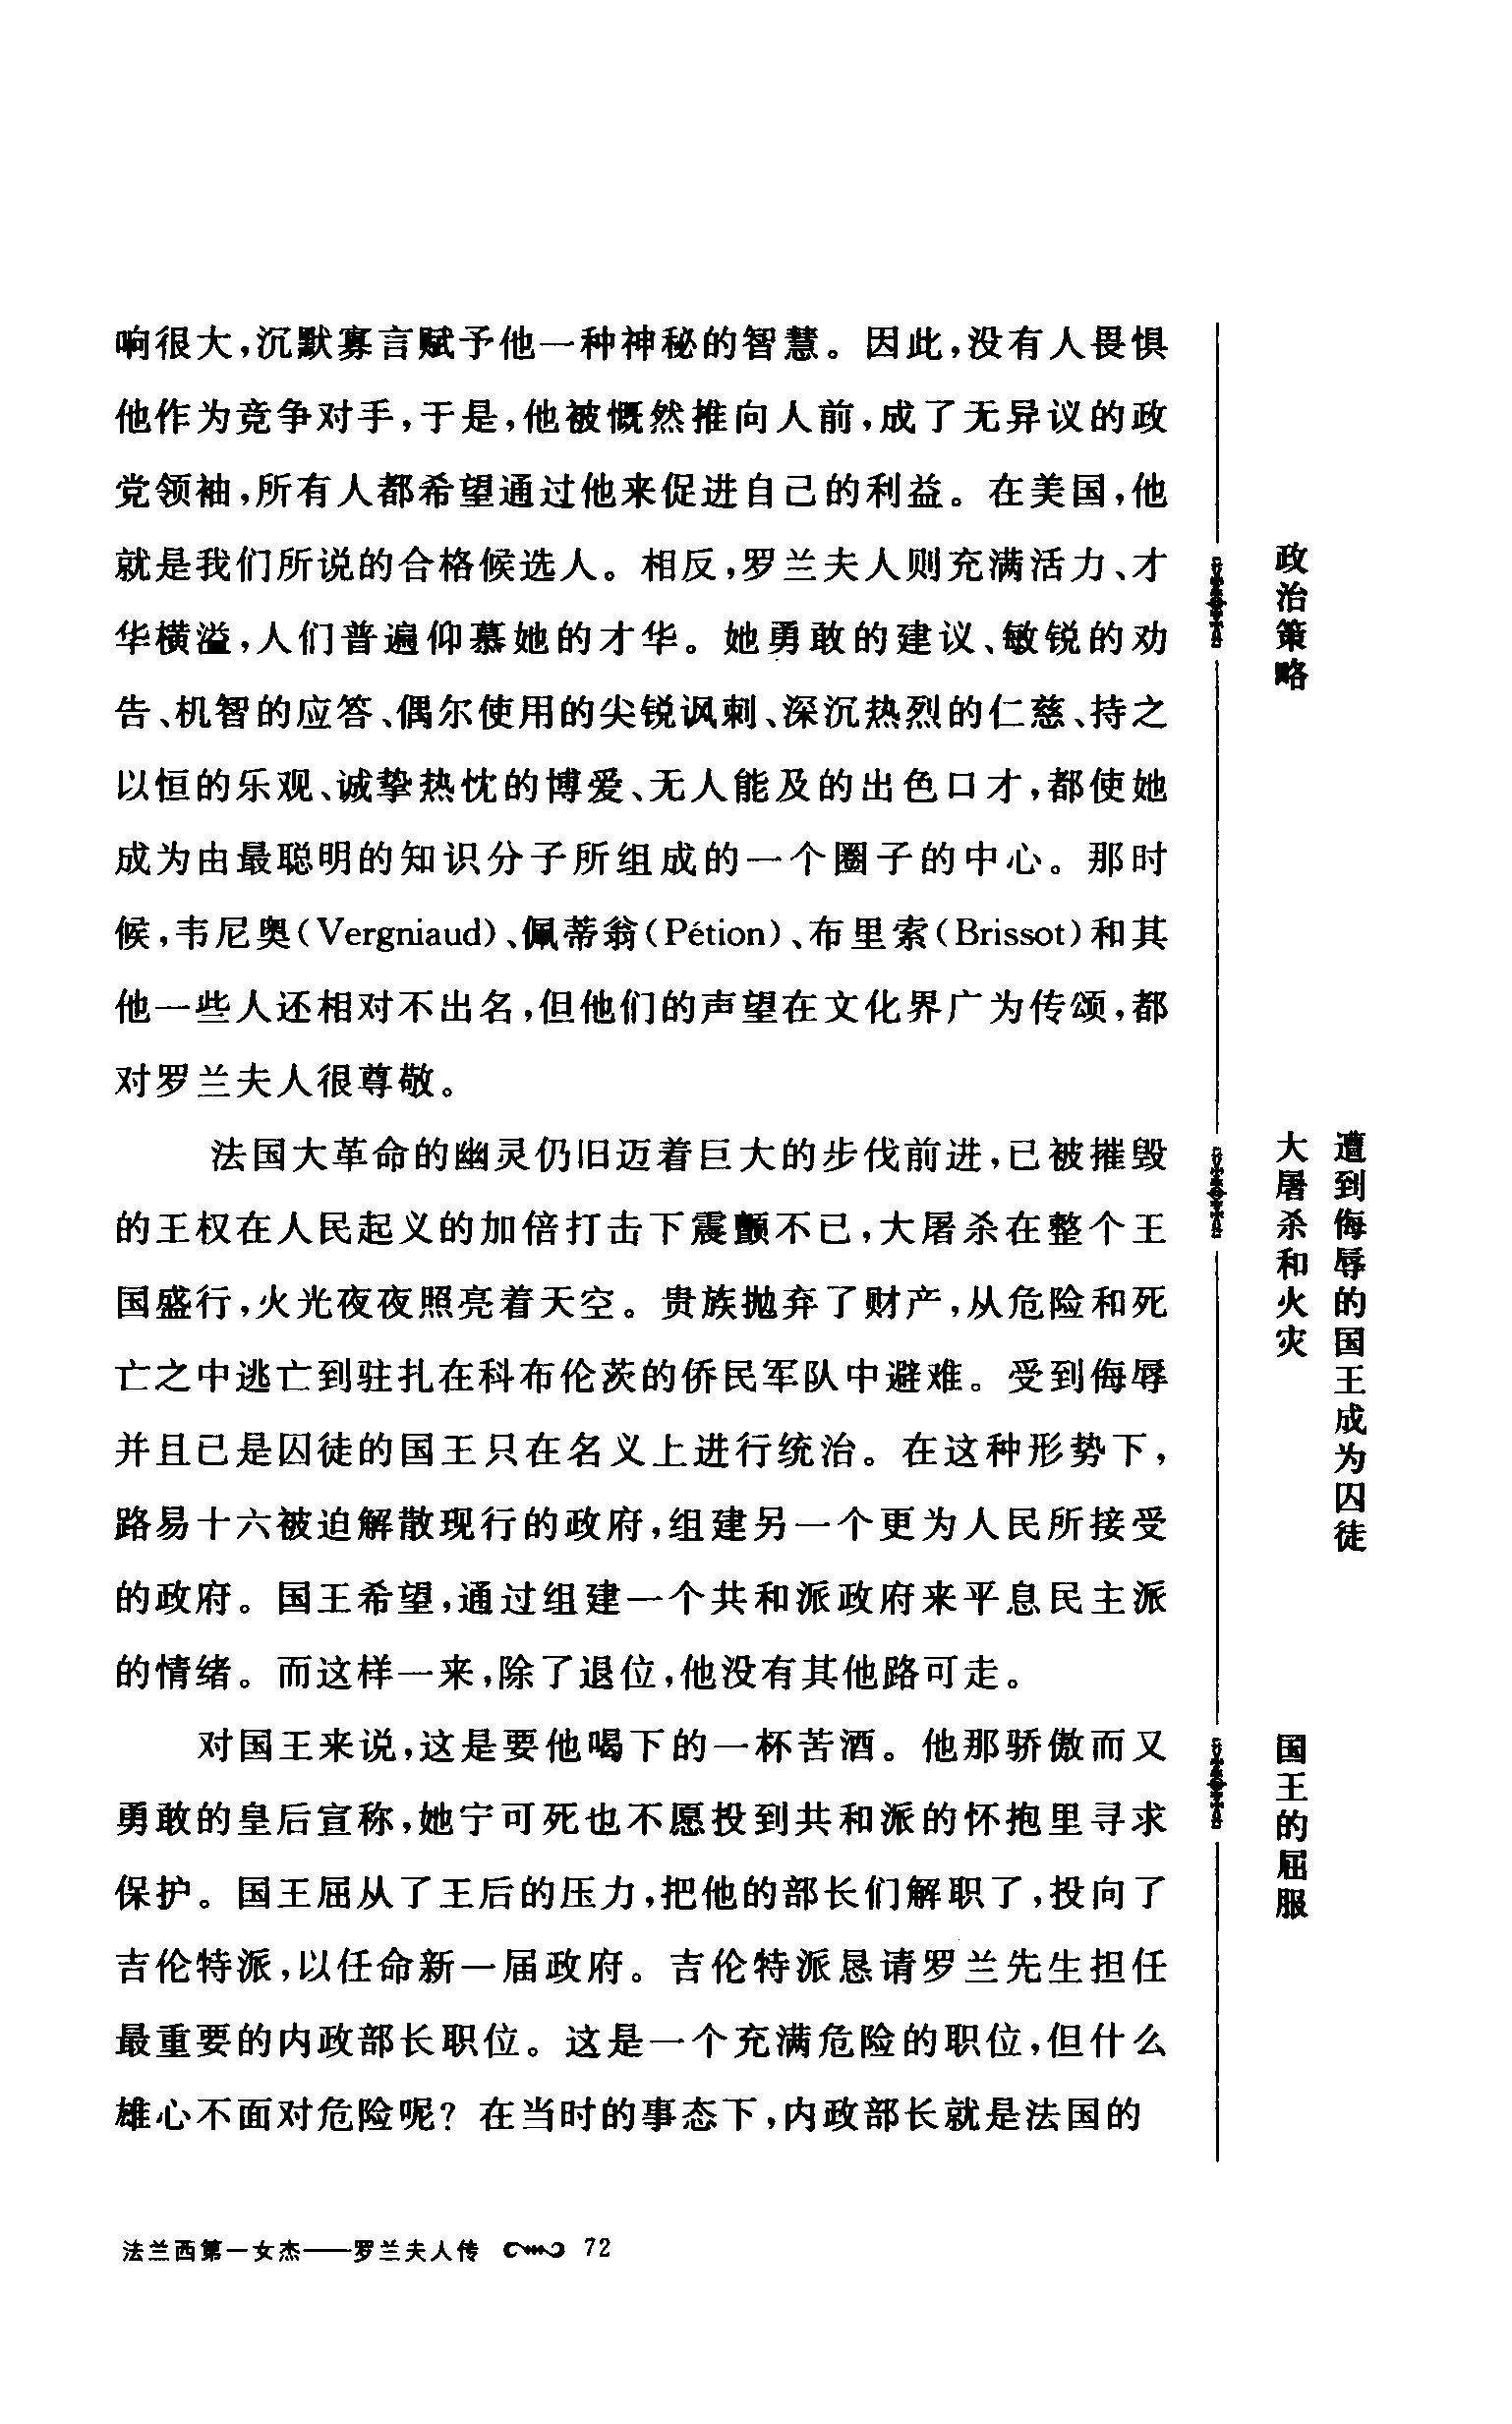 响很大,沉默寡言赋予他一种神秘的智慧。因此,没有人畏惧
他作为竞争对手,于是,他被慨然推向人前,成了无异议的政
党领袖,所有人都希望通过他来促进自己的利益。在美国,他
就是我们所说的合格候选人。相反,罗兰夫人则充满活力、才
华横溢,人们普遍仰慕她的才华。她勇敢的建议、敏锐的劝
告、机智的应答、偶尔使用的尖锐讽刺、深沉热烈的仁慈、持之
以恒的乐观、诚挚热忱的博爱、无人能及的出色口才,都使她
成为由最聪明的知识分子所组成的一个圈子的中心。那时
候,韦尼奥(Vergniaud)、佩蒂翁(Pétion)、布里索(Brissot)和其
他一些人还相对不出名,但他们的声望在文化界广为传颂,都
对罗兰夫人很尊敬。
法国大革命的幽灵仍旧迈着巨大的步伐前进,已被摧毁
的王权在人民起义的加倍打击下震颤不已,大屠杀在整个王
国盛行,火光夜夜照亮着天空。贵族抛弃了财产,从危险和死
亡之中逃亡到驻扎在科布伦茨的侨民军队中避难。受到侮辱
并且已是囚徒的国王只在名义上进行统治。在这种形势下,
路易十六被迫解散现行的政府,组建另一个更为人民所接受
的政府。国王希望,通过组建一个共和派政府来平息民主派
的情绪。而这样一来,除了退位,他没有其他路可走。
对国王来说,这是要他喝下的一杯苦酒。他那骄傲而又
勇敢的皇后宣称,她宁可死也不愿投到共和派的怀抱里寻求
保护。国王屈从了王后的压力,把他的部长们解职了,投向了
吉伦特派,以任命新一届政府。吉伦特派恳请罗兰先生担任
最重要的内政部长职位。这是一个充满危险的职位,但什么
雄心不面对危险呢? 在当时的事态下,内政部长就是法国的
政治策略
遭到侮辱的国王成为囚徒
大屠杀和火灾
国王的屈服
法兰西第一女杰——罗兰夫人传 72